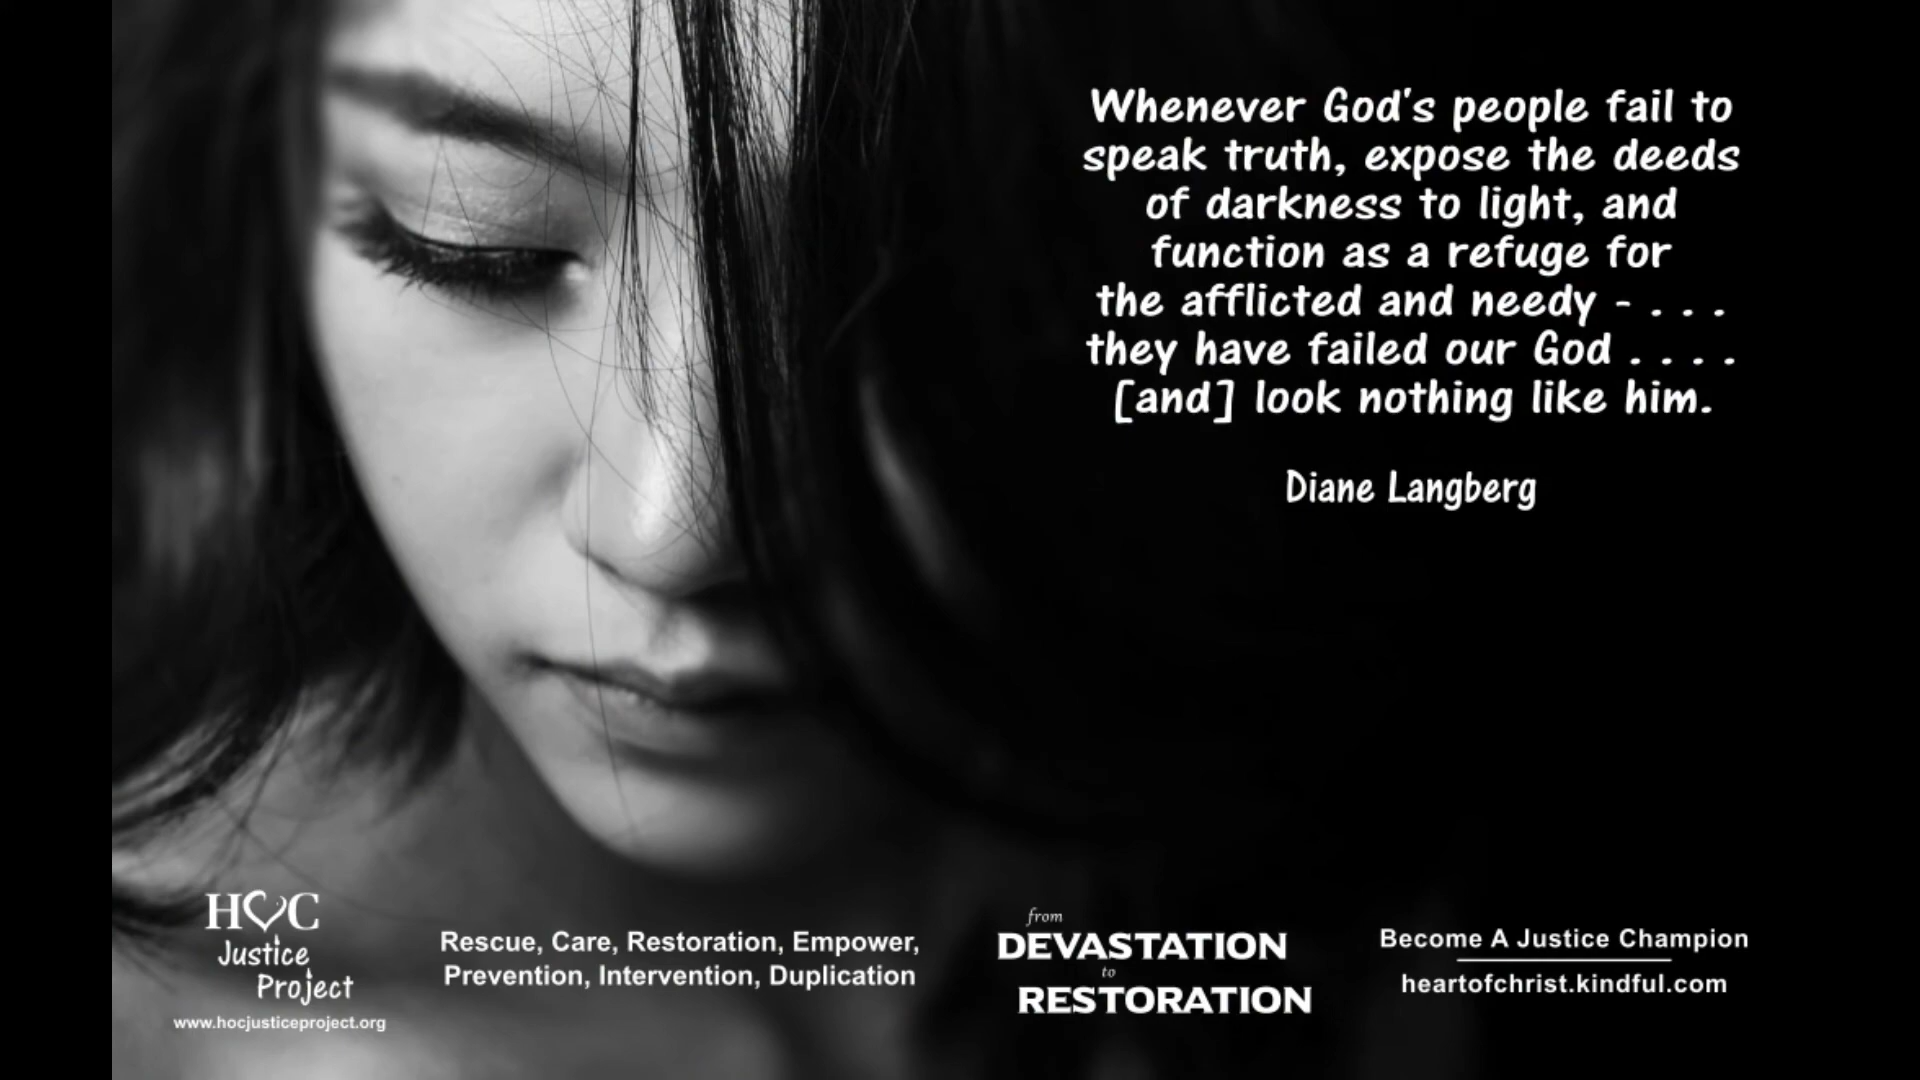 Whenever God's people fail to
speak truth, expose the deeds
of darkness to light, and
function as a refuge for
the afflicted and needy - . . .
they have failed our God . . . .
[and] look nothing like him.
Diane Langberg
HOC
Justice
Project
www.hocjusticeproject.org
Rescue, Care, Restoration, Empower,
Prevention, Intervention, Duplication
from
DEVASTATION
to
RESTORATION
Become A Justice Champion
heartofchrist.kindful.com